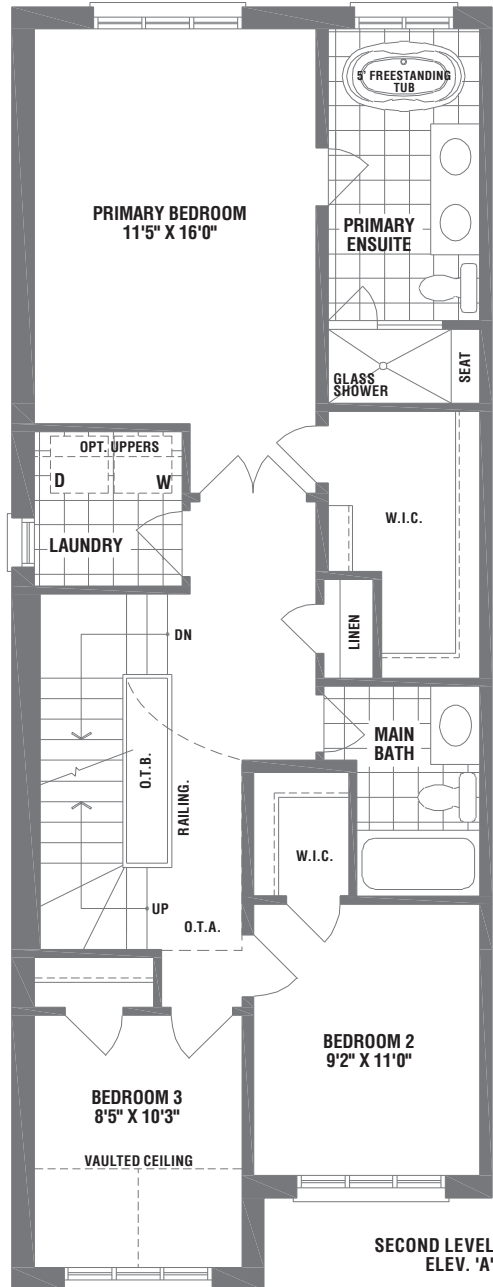 5' FREESTANDING
TUB
PRIMARY BEDROOM
11'5" X 16'0"
PRIMARY
ENSUITE
GLASS
SHOWER
SEAT
OPT. UPPERS
D
W
LAUNDRY
W.I.C.
LINEN
DN
MAIN
BATH
O.T.B.
RAILING.
W.I.C.
UP
O.T.A.
BEDROOM 2
9'2" X 11'0"
BEDROOM 3
8'5" X 10'3"
VAULTED CEILING
SECOND LEVEL
ELEV. 'A'